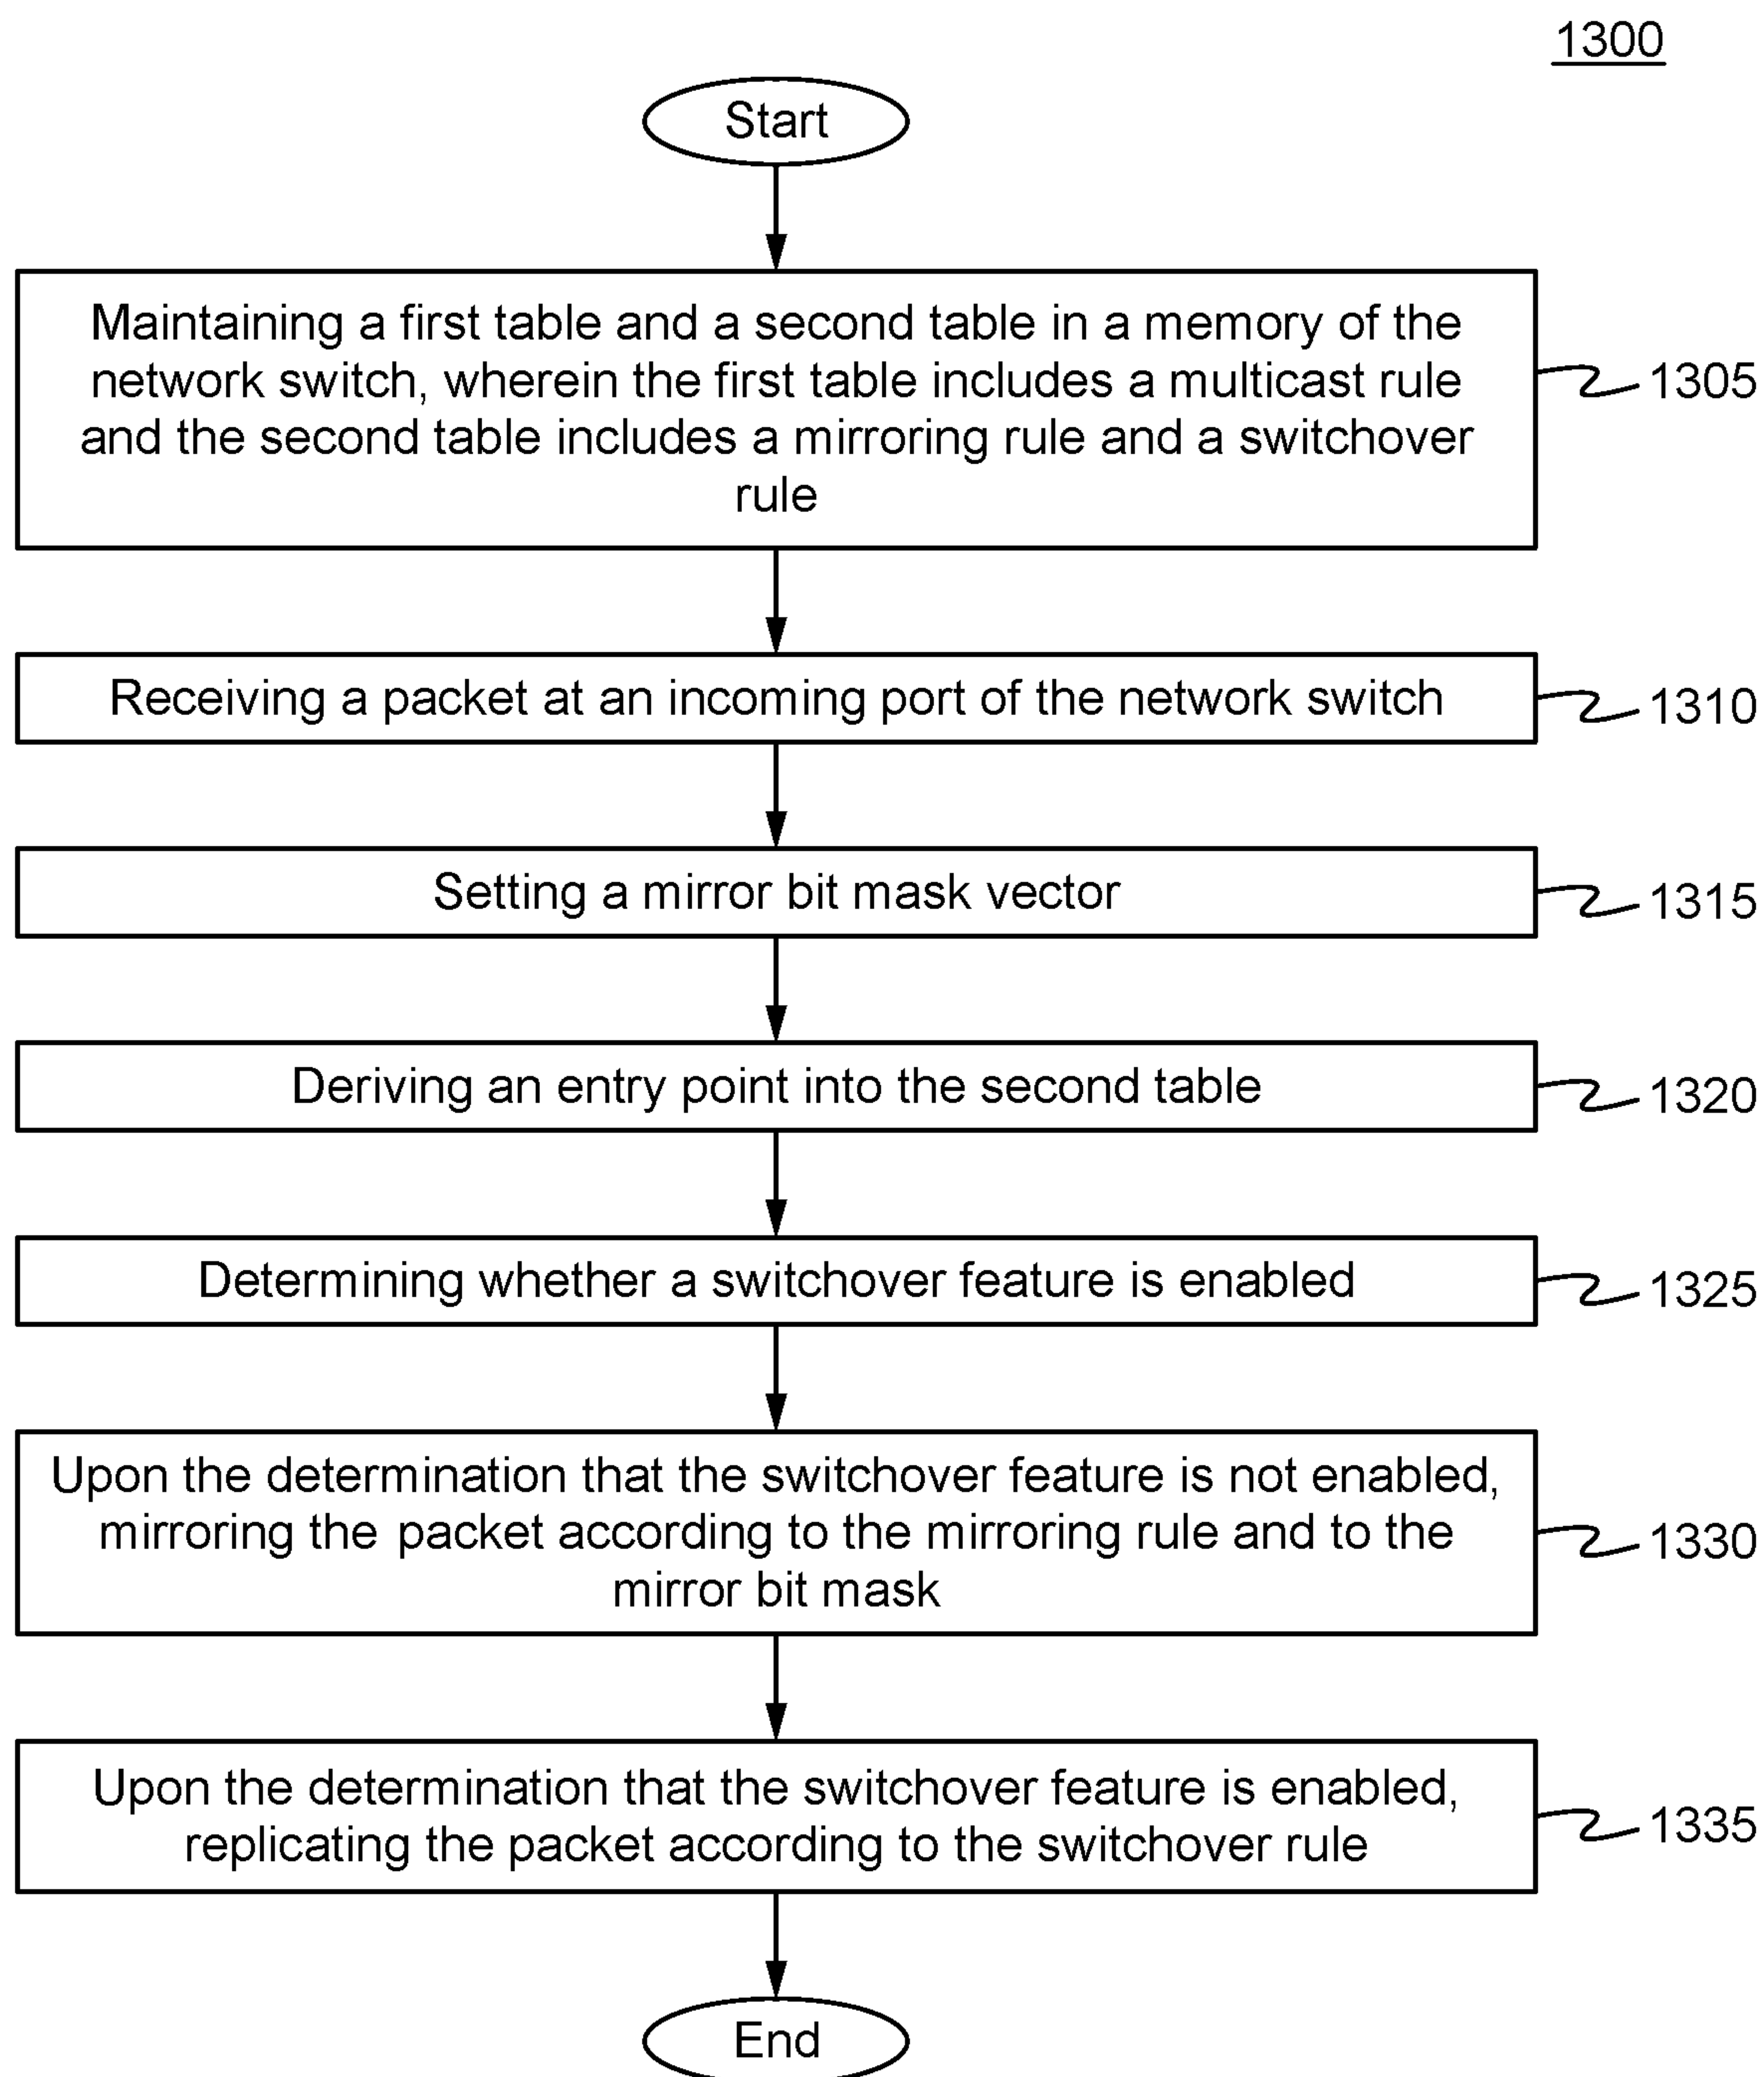 1300
Start
Maintaining a first table and a second table in a memory of the
network switch, wherein the first table includes a multicast rule
and the second table includes a mirroring rule and a switchover
rule
1305
Receiving a packet at an incoming port of the network switch
1310
Setting a mirror bit mask vector
1315
Deriving an entry point into the second table
1320
Determining whether a switchover feature is enabled
1325
Upon the determination that the switchover feature is not enabled,
mirroring the packet according to the mirroring rule and to the
mirror bit mask
1330
Upon the determination that the switchover feature is enabled,
replicating the packet according to the switchover rule
1335
End